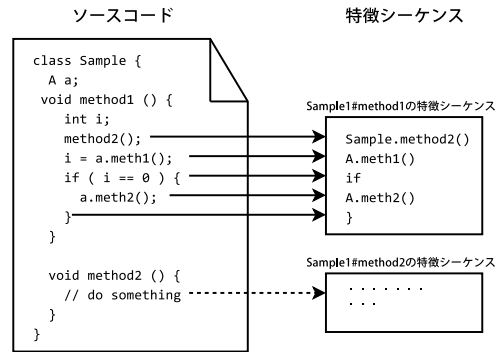 ソースコード
特徴シーケンス
class Sample {
A a;
void method1 () {
int i;
method2();
i = a.meth1();
if ( i == 0 ) {
a.meth2();
}
}
void method2 () {
// do something
}
}
Sample1#method1の特徴シーケンス
Sample.method2()
A.meth1()
if
A.meth2()
}
Sample1#method2の特徴シーケンス
. . . . . . .
. . .